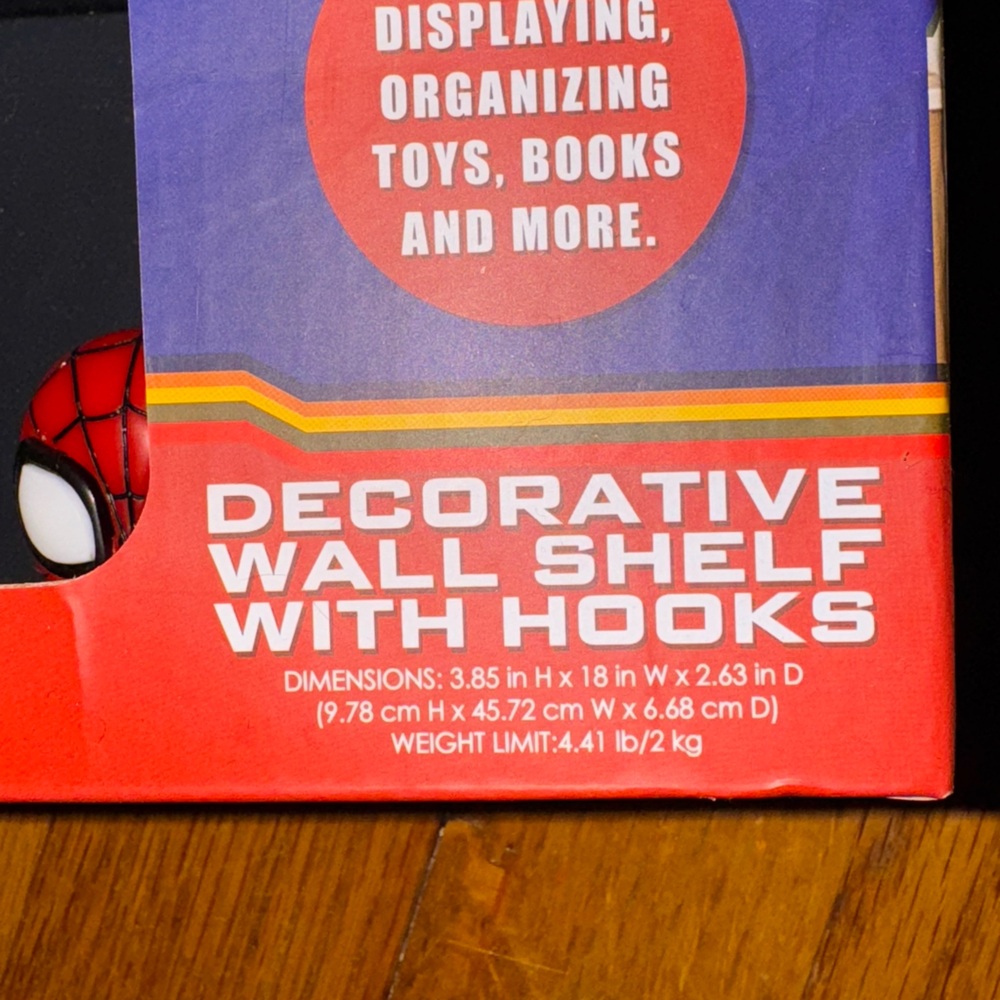 DISPLAYING,
ORGANIZING
TOYS, BOOKS
AND MORE.
DECORATIVE
WALL SHELF
WITH HOOKS
DIMENSIONS: 3.85 in H x 18 in W x 2.63 in D
(9.78 cm H x 45.72 cm W x 6.68 cm D)
WEIGHT LIMIT:4.41 lb/2 kg